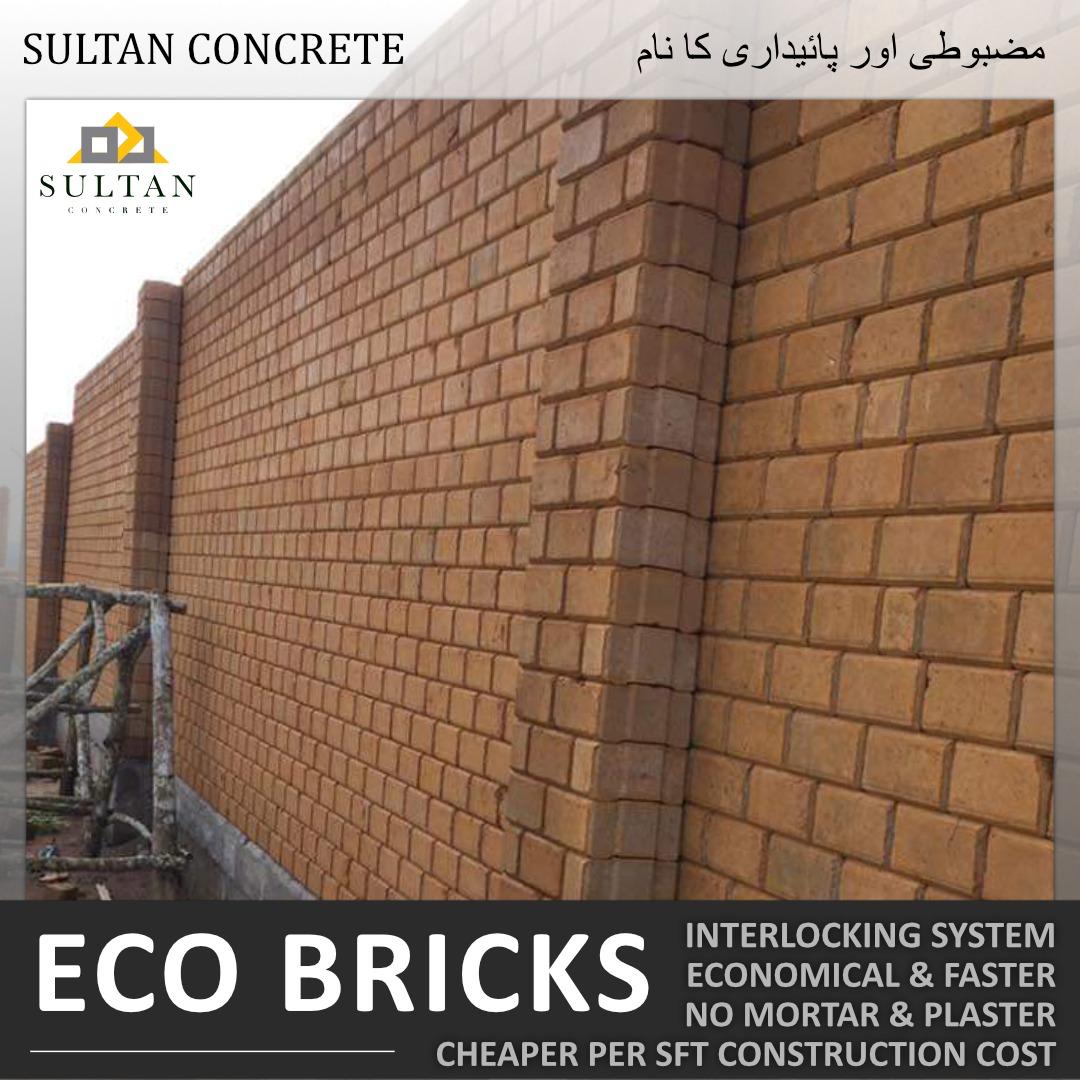 SULTAN CONCRETE
مضبوطی اور پائیداری کا نام
SULTAN
CONCRETE
ECO BRICKS
INTERLOCKING SYSTEM
ECONOMICAL & FASTER
NO MORTAR & PLASTER
CHEAPER PER SFT CONSTRUCTION COST